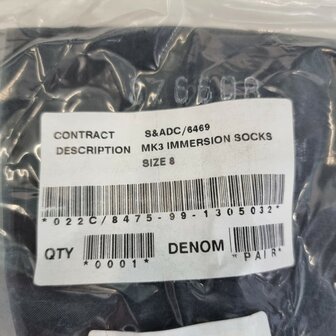 CONTRACT S&ADC/6469
DESCRIPTION MK3 IMMERSION SOCKS
SIZE 8
*022C/8475-99-1305032*
QTY *0001* DENOM *PAIR*